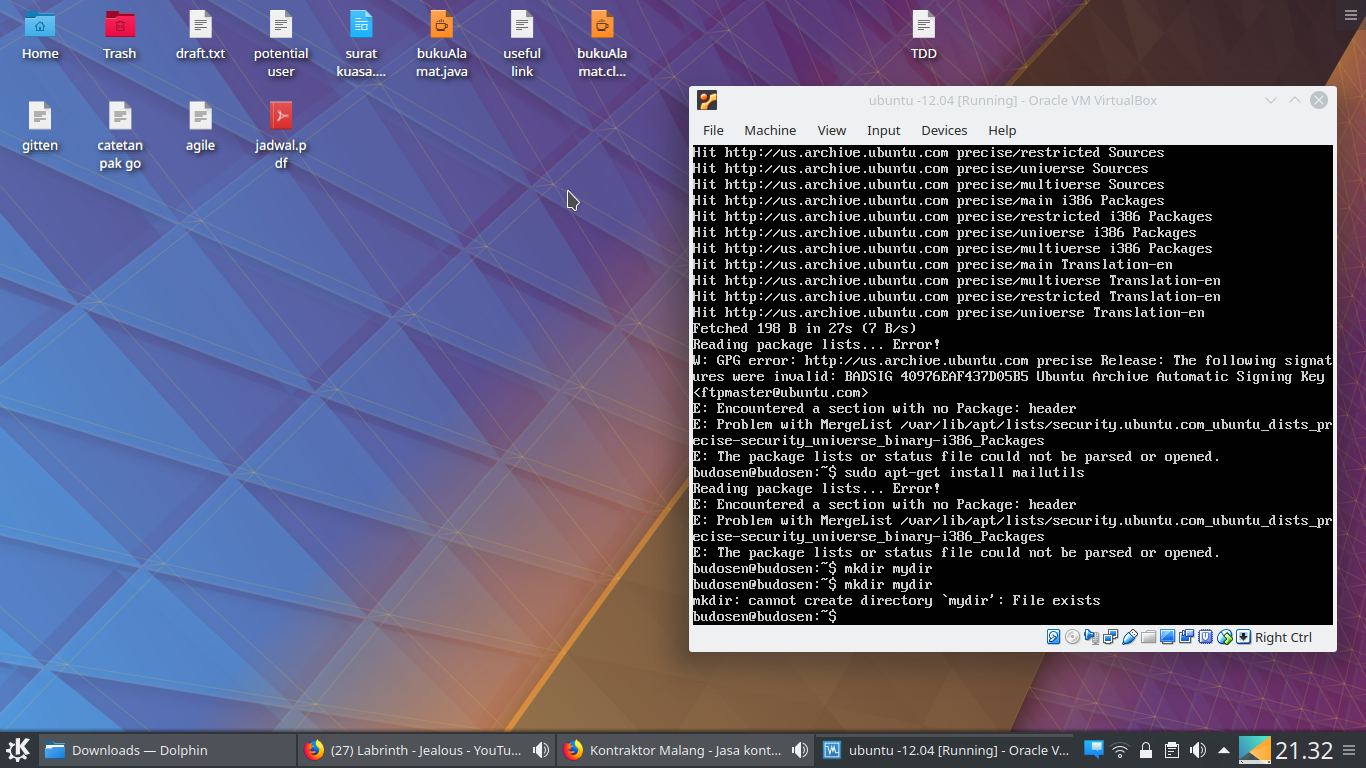 Home
Trash
draft.txt
potential
user
surat
kuasa....
bukuAla
mat.java
useful
link
bukuAla
mat.cl...
TDD
gitten
catetan
pak go
agile
jadwal.p
df
ubuntu -12.04 [Running] - Oracle VM VirtualBox
File Machine View Input Devices Help
Hit http://us.archive.ubuntu.com precise/restricted Sources
Hit http://us.archive.ubuntu.com precise/universe Sources
Hit http://us.archive.ubuntu.com precise/multiverse Sources
Hit http://us.archive.ubuntu.com precise/main i386 Packages
Hit http://us.archive.ubuntu.com precise/restricted i386 Packages
Hit http://us.archive.ubuntu.com precise/universe i386 Packages
Hit http://us.archive.ubuntu.com precise/multiverse i386 Packages
Hit http://us.archive.ubuntu.com precise/main Translation-en
Hit http://us.archive.ubuntu.com precise/multiverse Translation-en
Hit http://us.archive.ubuntu.com precise/restricted Translation-en
Hit http://us.archive.ubuntu.com precise/universe Translation-en
Fetched 198 B in 27s (7 B/s)
Reading package lists... Error!
W: GPG error: http://us.archive.ubuntu.com precise Release: The following signat
ures were invalid: BADSIG 40976EAF437D05B5 Ubuntu Archive Automatic Signing Key
<ftpmaster@ubuntu.com>
E: Encountered a section with no Package: header
E: Problem with MergeList /var/lib/apt/lists/security.ubuntu.com_ubuntu_dists_pr
ecise-security_universe_binary-i386_Packages
E: The package lists or status file could not be parsed or opened.
budosen@budosen:~$ sudo apt-get install mailutils
Reading package lists... Error!
E: Encountered a section with no Package: header
E: Problem with MergeList /var/lib/apt/lists/security.ubuntu.com_ubuntu_dists_pr
ecise-security_universe_binary-i386_Packages
E: The package lists or status file could not be parsed or opened.
budosen@budosen:~$ mkdir mydir
budosen@budosen:~$ mkdir mydir
mkdir: cannot create directory `mydir': File exists
budosen@budosen:~$
Right Ctrl
Downloads — Dolphin
(27) Labrinth - Jealous - YouTu...
Kontraktor Malang - Jasa kont...
ubuntu -12.04 [Running] - Oracle V...
21.32